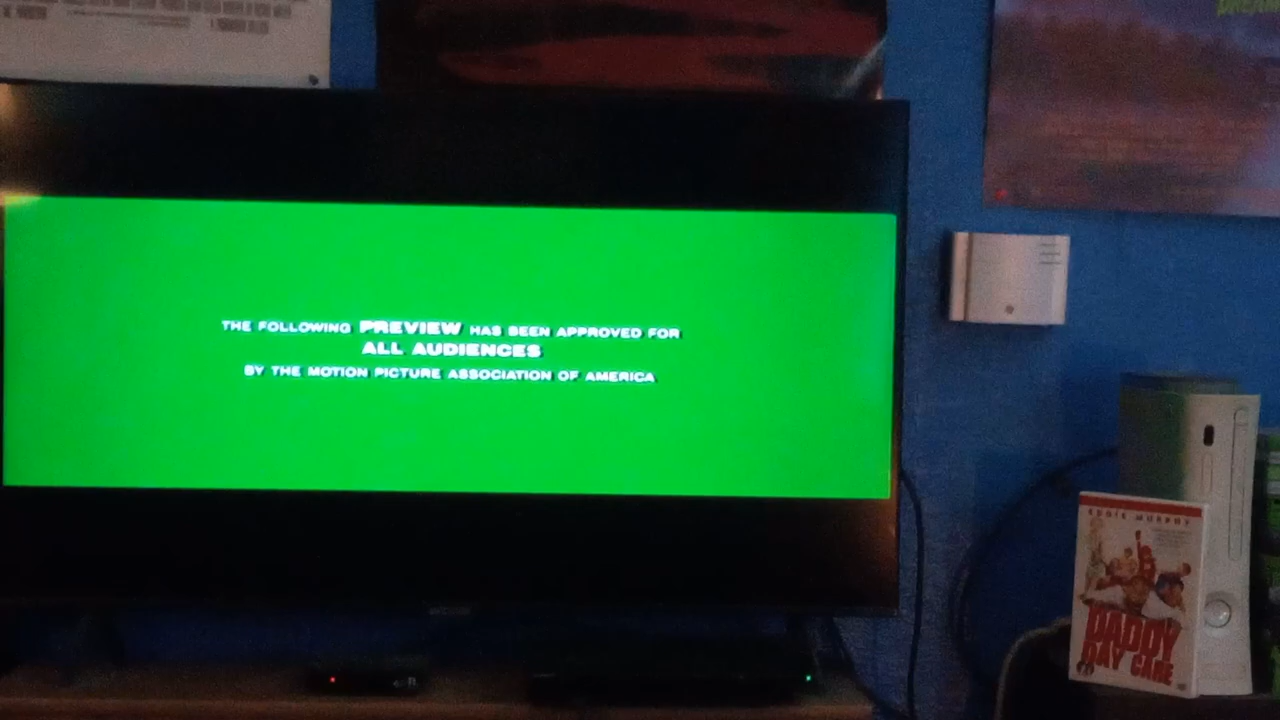 THE FOLLOWING PREVIEW HAS BEEN APPROVED FOR
ALL AUDIENCES
BY THE MOTION PICTURE ASSOCIATION OF AMERICA
EDDIE MURPHY
DADDY
DAY CARE